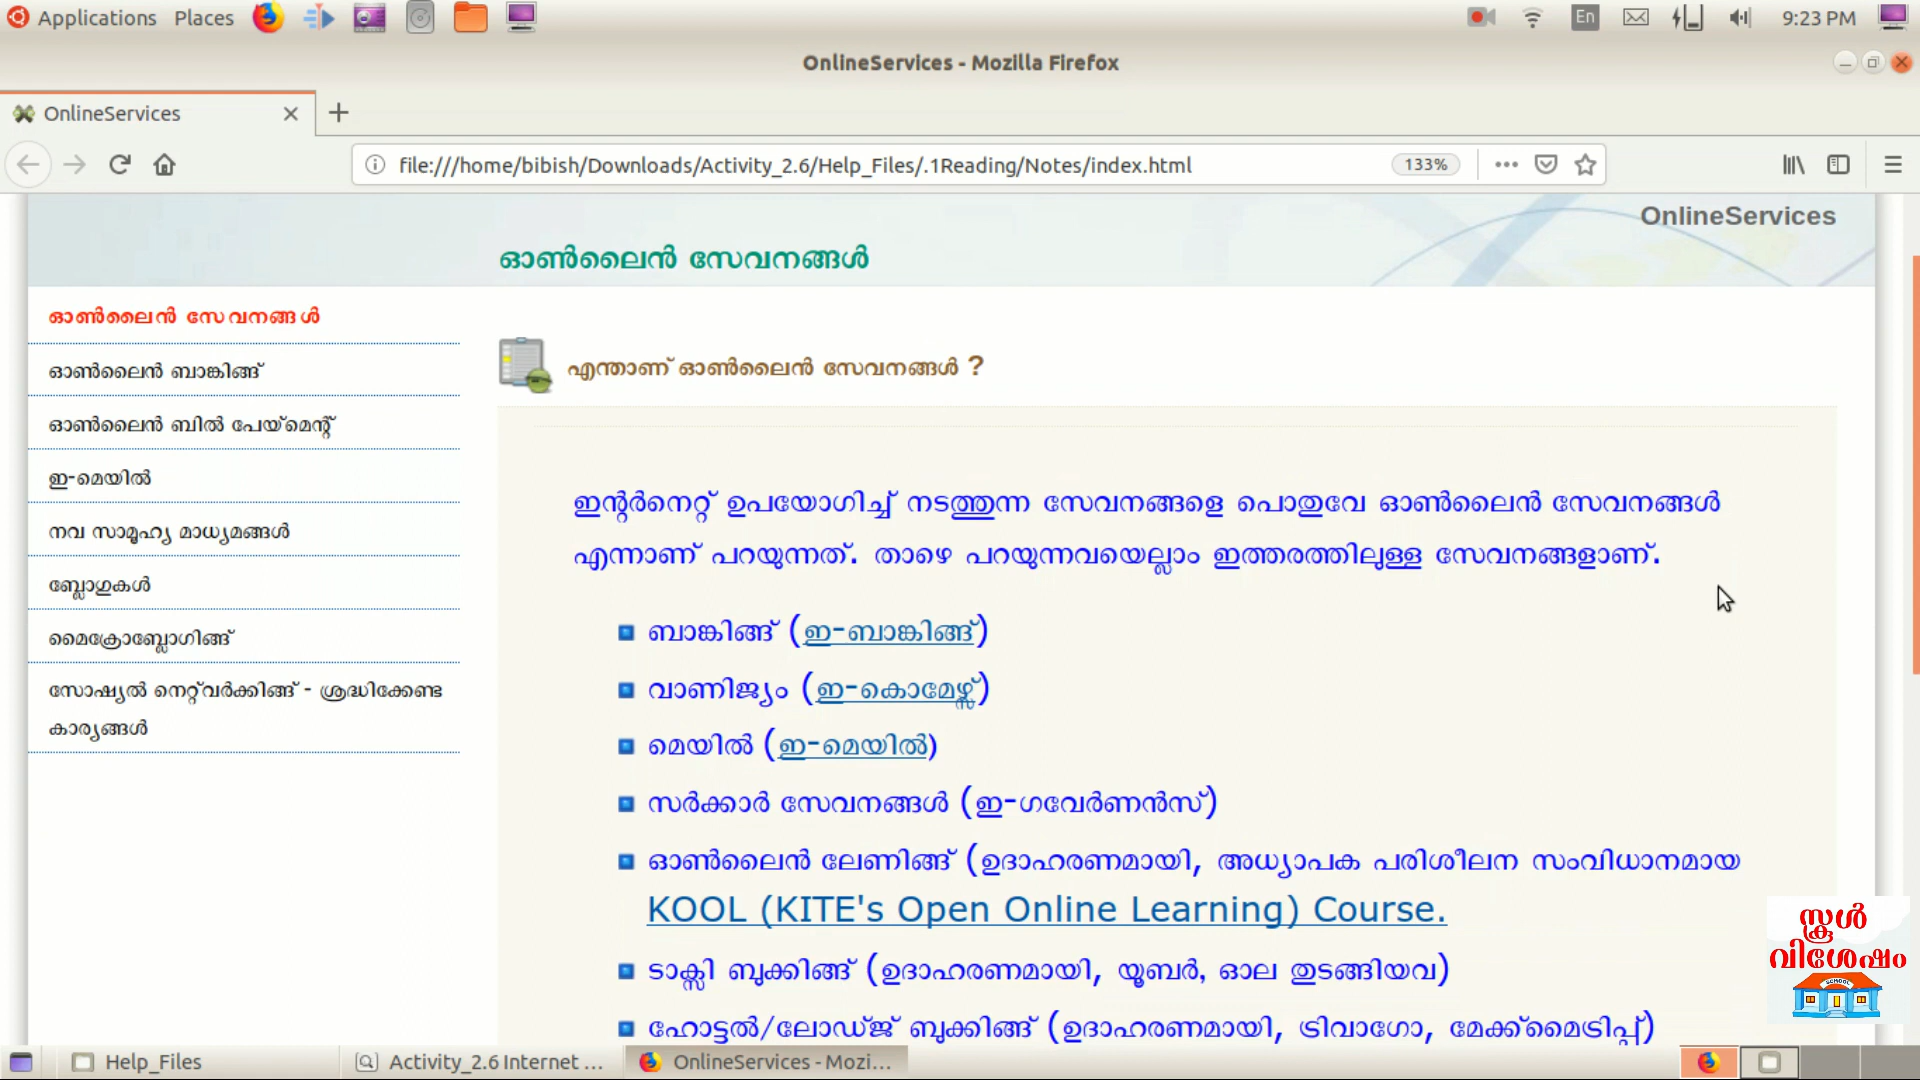 Applications Places En 9:23 PM
OnlineServices - Mozilla Firefox
OnlineServices
file:///home/bibish/Downloads/Activity_2.6/Help_Files/.1Reading/Notes/index.html 133%
OnlineServices
ഓൺലൈൻ സേവനങ്ങൾ
ഓൺലൈൻ സേവനങ്ങൾ
ഓൺലൈൻ ബാങ്കിങ്ങ്
ഓൺലൈൻ ബിൽ പേയ്‌മെന്റ്
ഇ-മെയിൽ
നവ സാമൂഹ്യ മാധ്യമങ്ങൾ
ബ്ലോഗുകൾ
മൈക്രോബ്ലോഗിങ്ങ്
സോഷ്യൽ നെറ്റ്‌വർക്കിങ്ങ് - ശ്രദ്ധിക്കേണ്ട
കാര്യങ്ങൾ
എന്താണ് ഓൺലൈൻ സേവനങ്ങൾ ?
ഇന്റർനെറ്റ് ഉപയോഗിച്ച് നടത്തുന്ന സേവനങ്ങളെ പൊതുവേ ഓൺലൈൻ സേവനങ്ങൾ
എന്നാണ് പറയുന്നത്. താഴെ പറയുന്നവയെല്ലാം ഇത്തരത്തിലുള്ള സേവനങ്ങളാണ്.
ബാങ്കിങ്ങ് (ഇ-ബാങ്കിങ്ങ്)
വാണിജ്യം (ഇ-കൊമേഴ്സ്)
മെയിൽ (ഇ-മെയിൽ)
സർക്കാർ സേവനങ്ങൾ (ഇ-ഗവേർണൻസ്)
ഓൺലൈൻ ലേണിങ്ങ് (ഉദാഹരണമായി, അധ്യാപക പരിശീലന സംവിധാനമായ
KOOL (KITE's Open Online Learning) Course.
ടാക്സി ബുക്കിങ്ങ് (ഉദാഹരണമായി, യൂബർ, ഓല തുടങ്ങിയവ)
ഹോട്ടൽ/ലോഡ്ജ് ബുക്കിങ്ങ് (ഉദാഹരണമായി, ട്രിവാഗോ, മേക്ക്മൈട്രിപ്പ്)
സ്കൂൾ
വിശേഷം
SCHOOL
Help_Files Activity_2.6 Internet ... OnlineServices - Mozi...